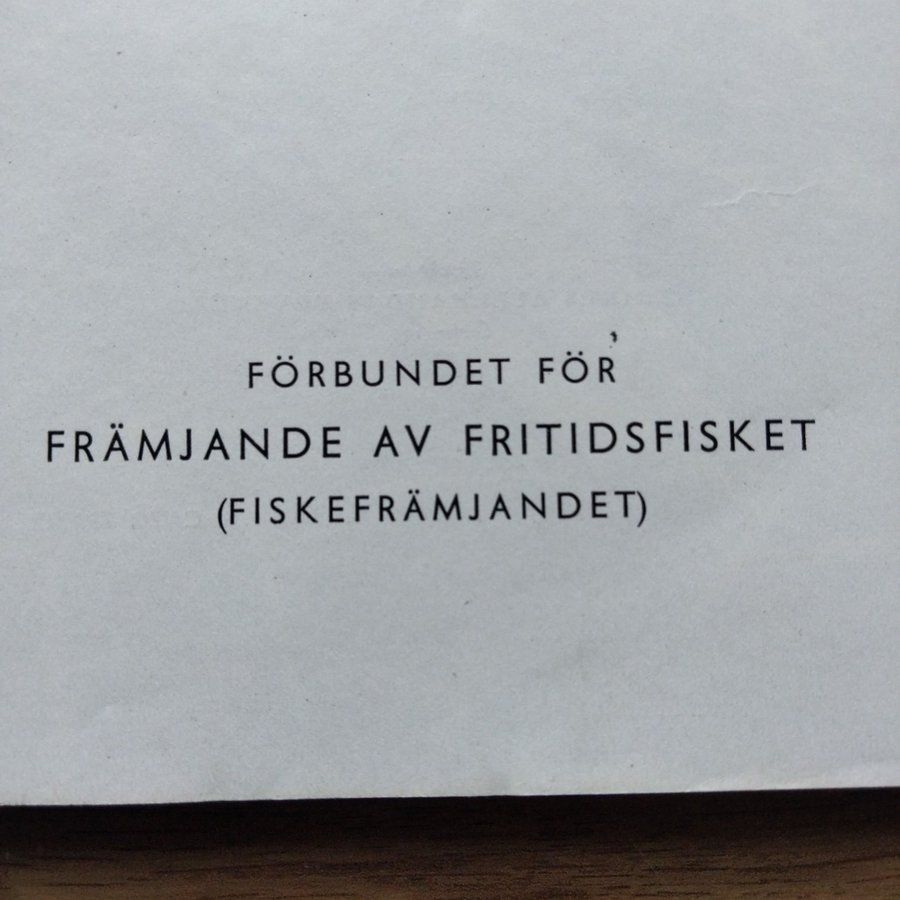 FÖRBUNDET FÖR
FRÄMJANDE AV FRITIDSFISKET
(FISKEFRÄMJANDET)